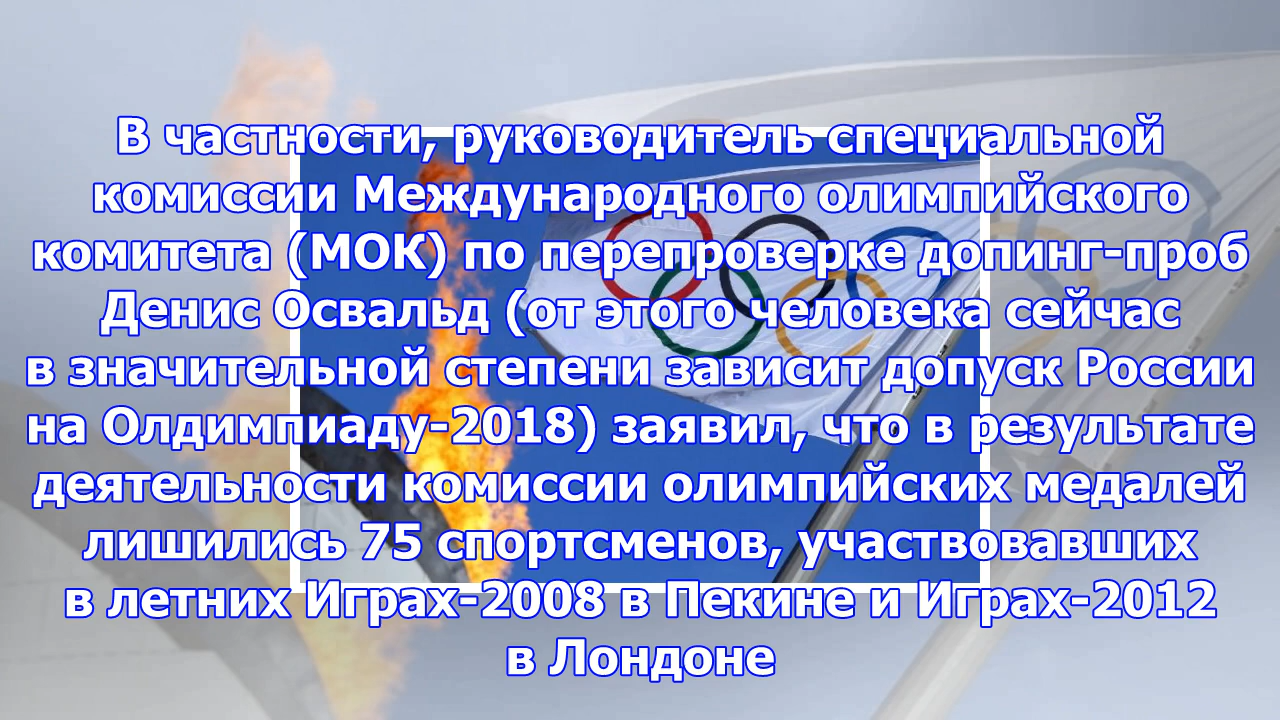 В частности, руководитель специальной
комиссии Международного олимпийского
комитета (МОК) по перепроверке допинг-проб
Денис Освальд (от этого человека сейчас
в значительной степени зависит допуск России
на Олдимпиаду-2018) заявил, что в результате
деятельности комиссии олимпийских медалей
лишились 75 спортсменов, участвовавших
в летних Играх-2008 в Пекине и Играх-2012
в Лондоне